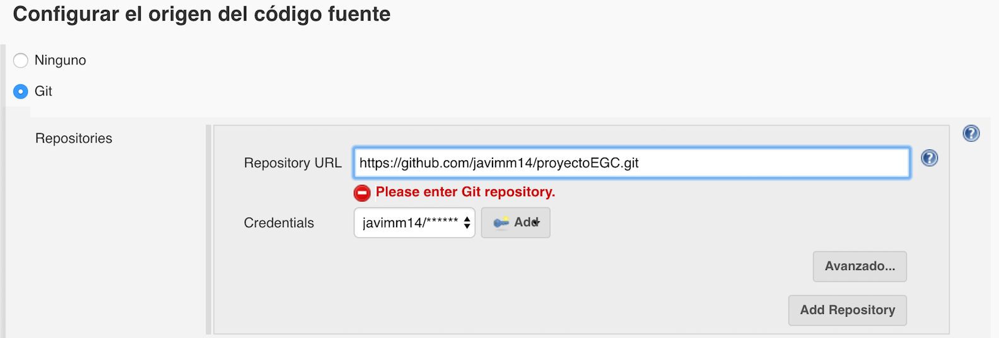 Configurar el origen del código fuente
Ninguno
Git
Repositories
Repository URL
https://github.com/javimm14/proyectoEGC.git
Please enter Git repository.
Credentials
javimm14/******
Add
Avanzado...
Add Repository